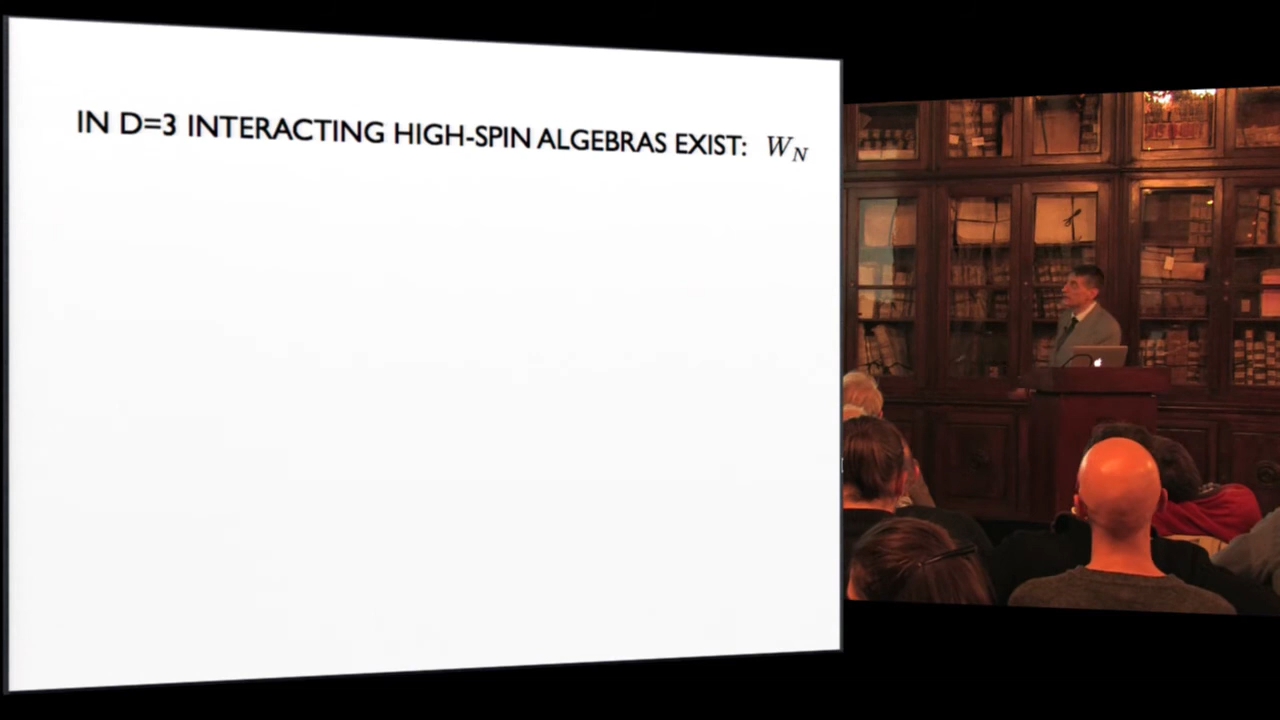 IN D=3 INTERACTING HIGH-SPIN ALGEBRAS EXIST: W_N